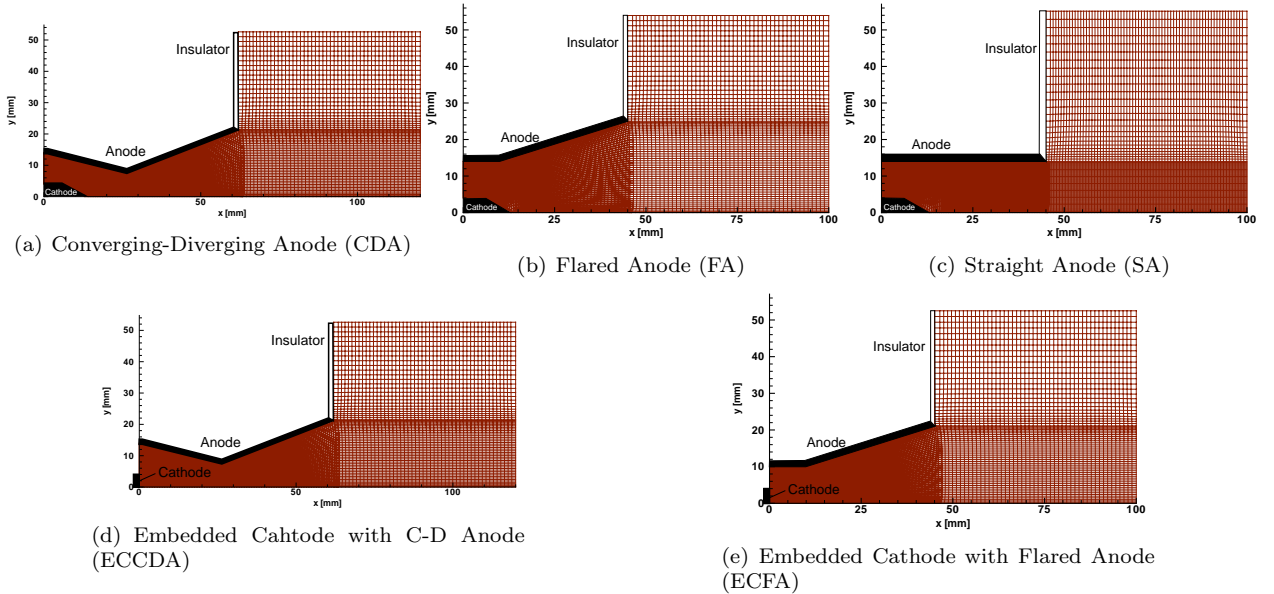 Insulator
Anode
Cathode
y [mm]
50
40
30
20
10
0
0
50
100
x [mm]
(a) Converging-Diverging Anode (CDA)
Insulator
Anode
Cathode
y [mm]
50
40
30
20
10
0
0
25
50
75
100
x [mm]
(b) Flared Anode (FA)
Insulator
Anode
Cathode
y [mm]
50
40
30
20
10
0
0
25
50
75
100
x [mm]
(c) Straight Anode (SA)
Insulator
Anode
Cathode
y [mm]
50
40
30
20
10
0
0
50
100
x [mm]
(d) Embedded Cahtode with C-D Anode
(ECCDA)
Insulator
Anode
Cathode
y [mm]
50
40
30
20
10
0
0
25
50
75
100
x [mm]
(e) Embedded Cathode with Flared Anode
(ECFA)